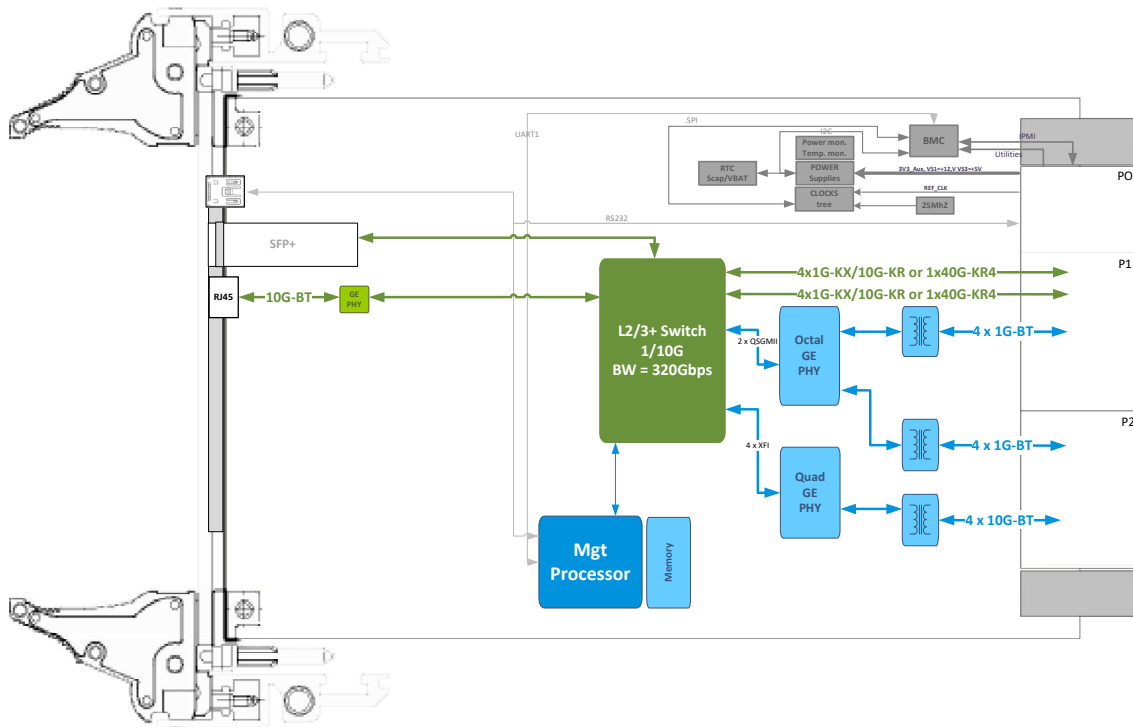 SPI
UART1
I2C
BMC
IPMI
Utilities
Power mon.
Temp. mon.
RTC
Scap/VBAT
POWER
Supplies
3V3_Aux, VS1=+12,V VS3=+5V
PO
CLOCKS
tree
REF_CLK
25MhZ
RS232
SFP+
P1
4x1G-KX/10G-KR or 1x40G-KR4
4x1G-KX/10G-KR or 1x40G-KR4
RJ45
10G-BT
GE
PHY
L2/3+ Switch
1/10G
BW = 320Gbps
2 x QSGMII
Octal
GE
PHY
4 x 1G-BT
P2
4 x 1G-BT
4 x XFI
Quad
GE
PHY
4 x 10G-BT
Mgt
Processor
Memory